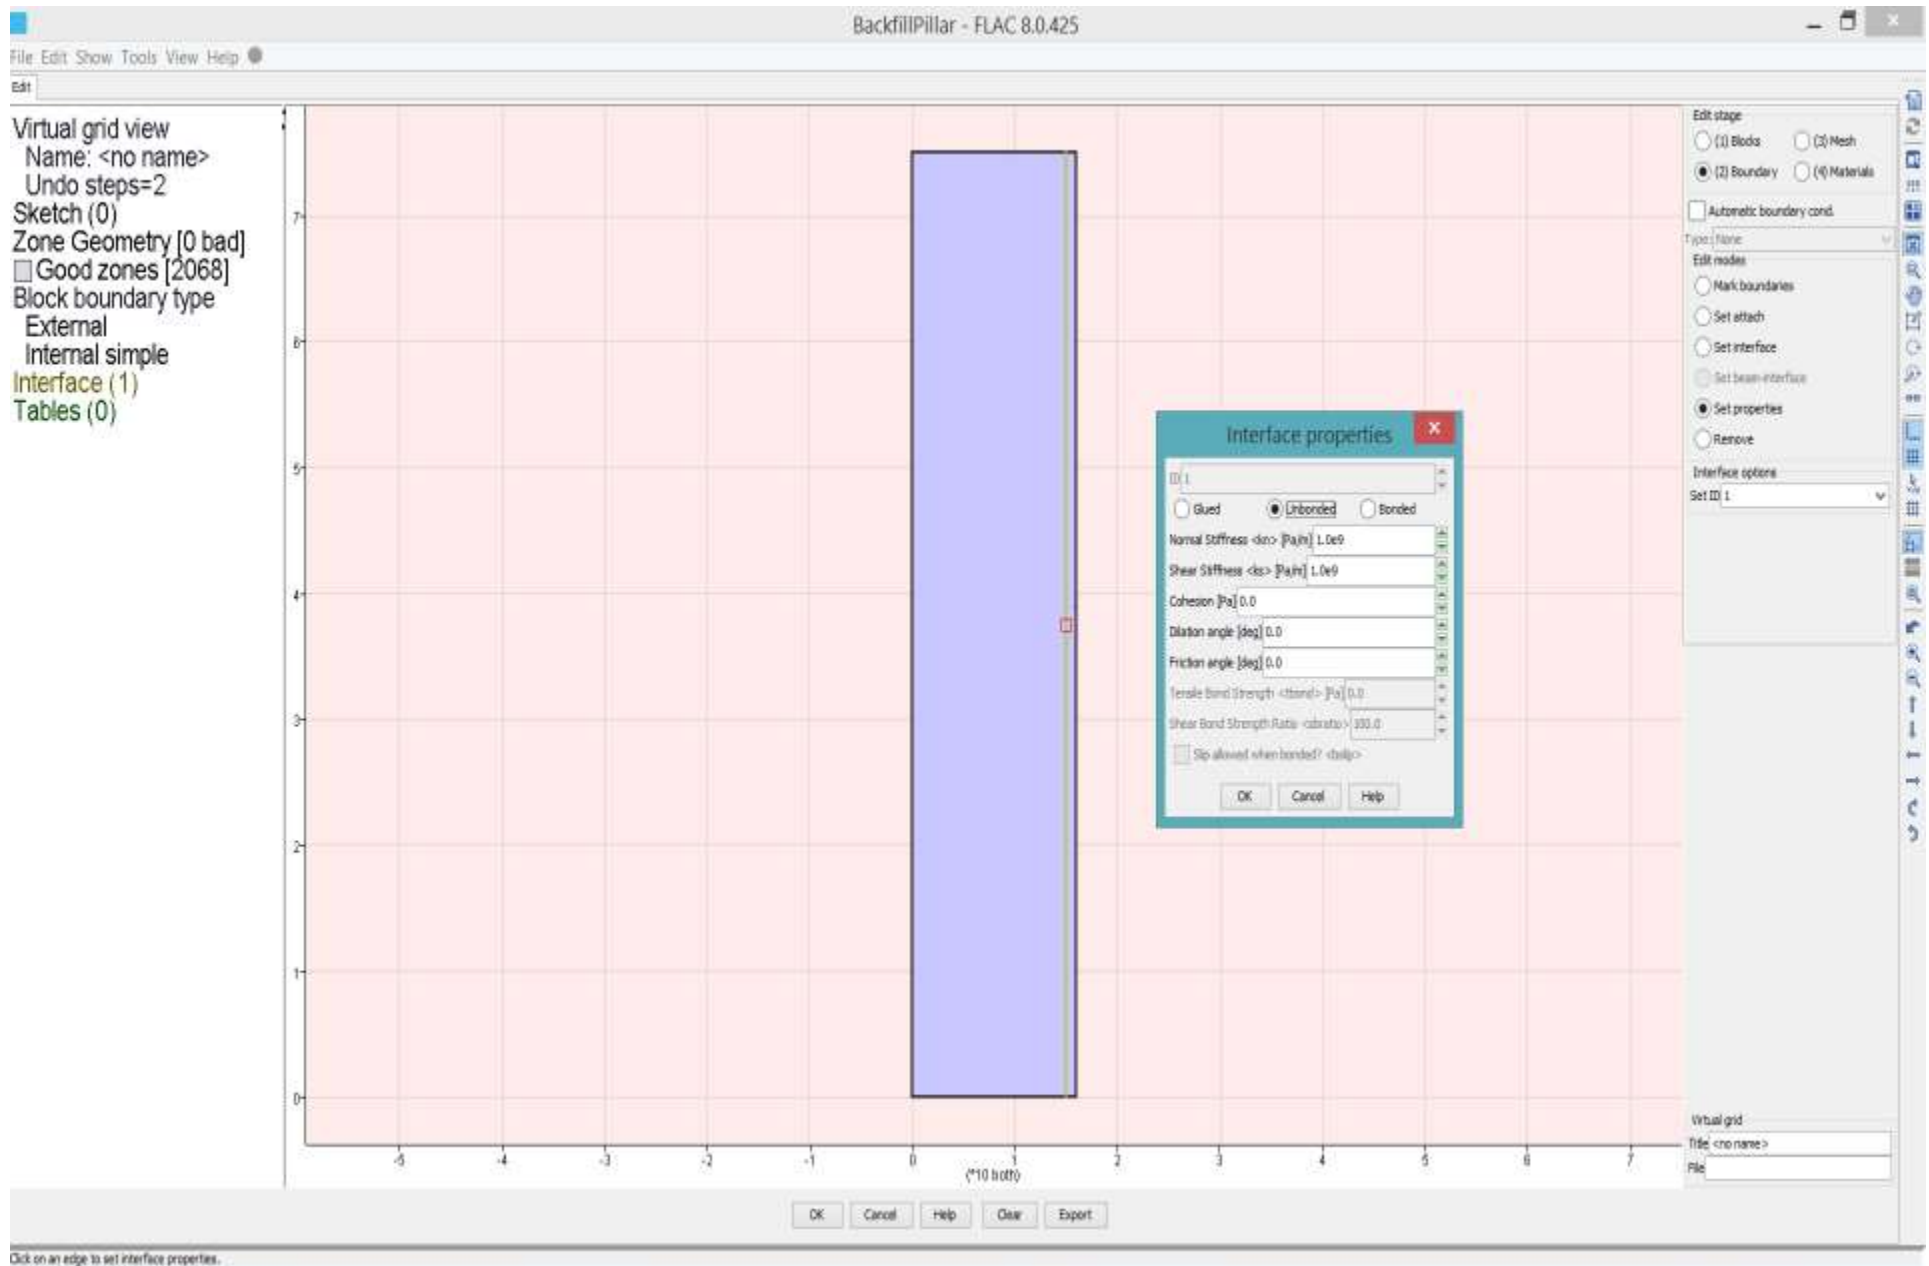 BackfillPillar - FLAC 8.0.425
File Edit Show Tools View Help
Edit
Virtual grid view
Name: <no name>
Undo steps=2
Sketch (0)
Zone Geometry [0 bad]
Good zones [2068]
Block boundary type
External
Internal simple
Interface (1)
Tables (0)
7
6
5
4
3
2
1
0
-5 -4 -3 -2 -1 0 1 2 3 4 5 6 7
(*10 both)
Interface properties
ID 1
Glued Unbonded Bonded
Normal Stiffness <kn> [Pa/m] 1.0e9
Shear Stiffness <ks> [Pa/m] 1.0e9
Cohesion [Pa] 0.0
Dilation angle [deg] 0.0
Friction angle [deg] 0.0
Tensile Bond Strength <tbond> [Pa] 0.0
Shear Bond Strength Ratio <sbratio> 100.0
Slip allowed when bonded? <bslip>
OK Cancel Help
Edit stage
(1) Blocks (3) Mesh
(2) Boundary (4) Materials
Automatic boundary cond.
Type: None
Edit modes
Mark boundaries
Set attach
Set interface
Set beam-interface
Set properties
Remove
Interface options
Set ID 1
Virtual grid
Title <no name>
File
OK Cancel Help Clear Export
Click on an edge to set interface properties.